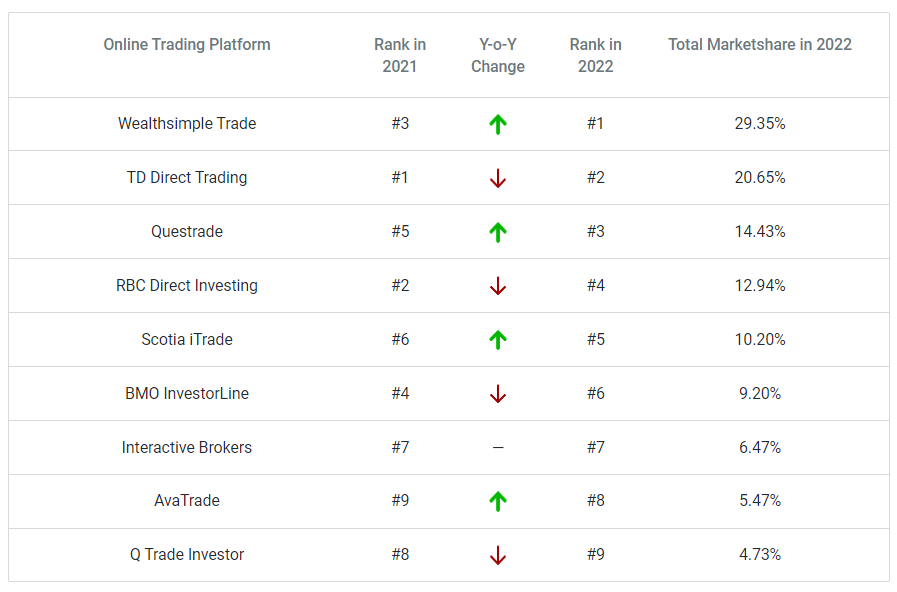 Online Trading Platform Rank in 2021 Y-o-Y Change Rank in 2022 Total Marketshare in 2022
Wealthsimple Trade #3 #1 29.35%
TD Direct Trading #1 #2 20.65%
Questrade #5 #3 14.43%
RBC Direct Investing #2 #4 12.94%
Scotia iTrade #6 #5 10.20%
BMO InvestorLine #4 #6 9.20%
Interactive Brokers #7 — #7 6.47%
AvaTrade #9 #8 5.47%
Q Trade Investor #8 #9 4.73%